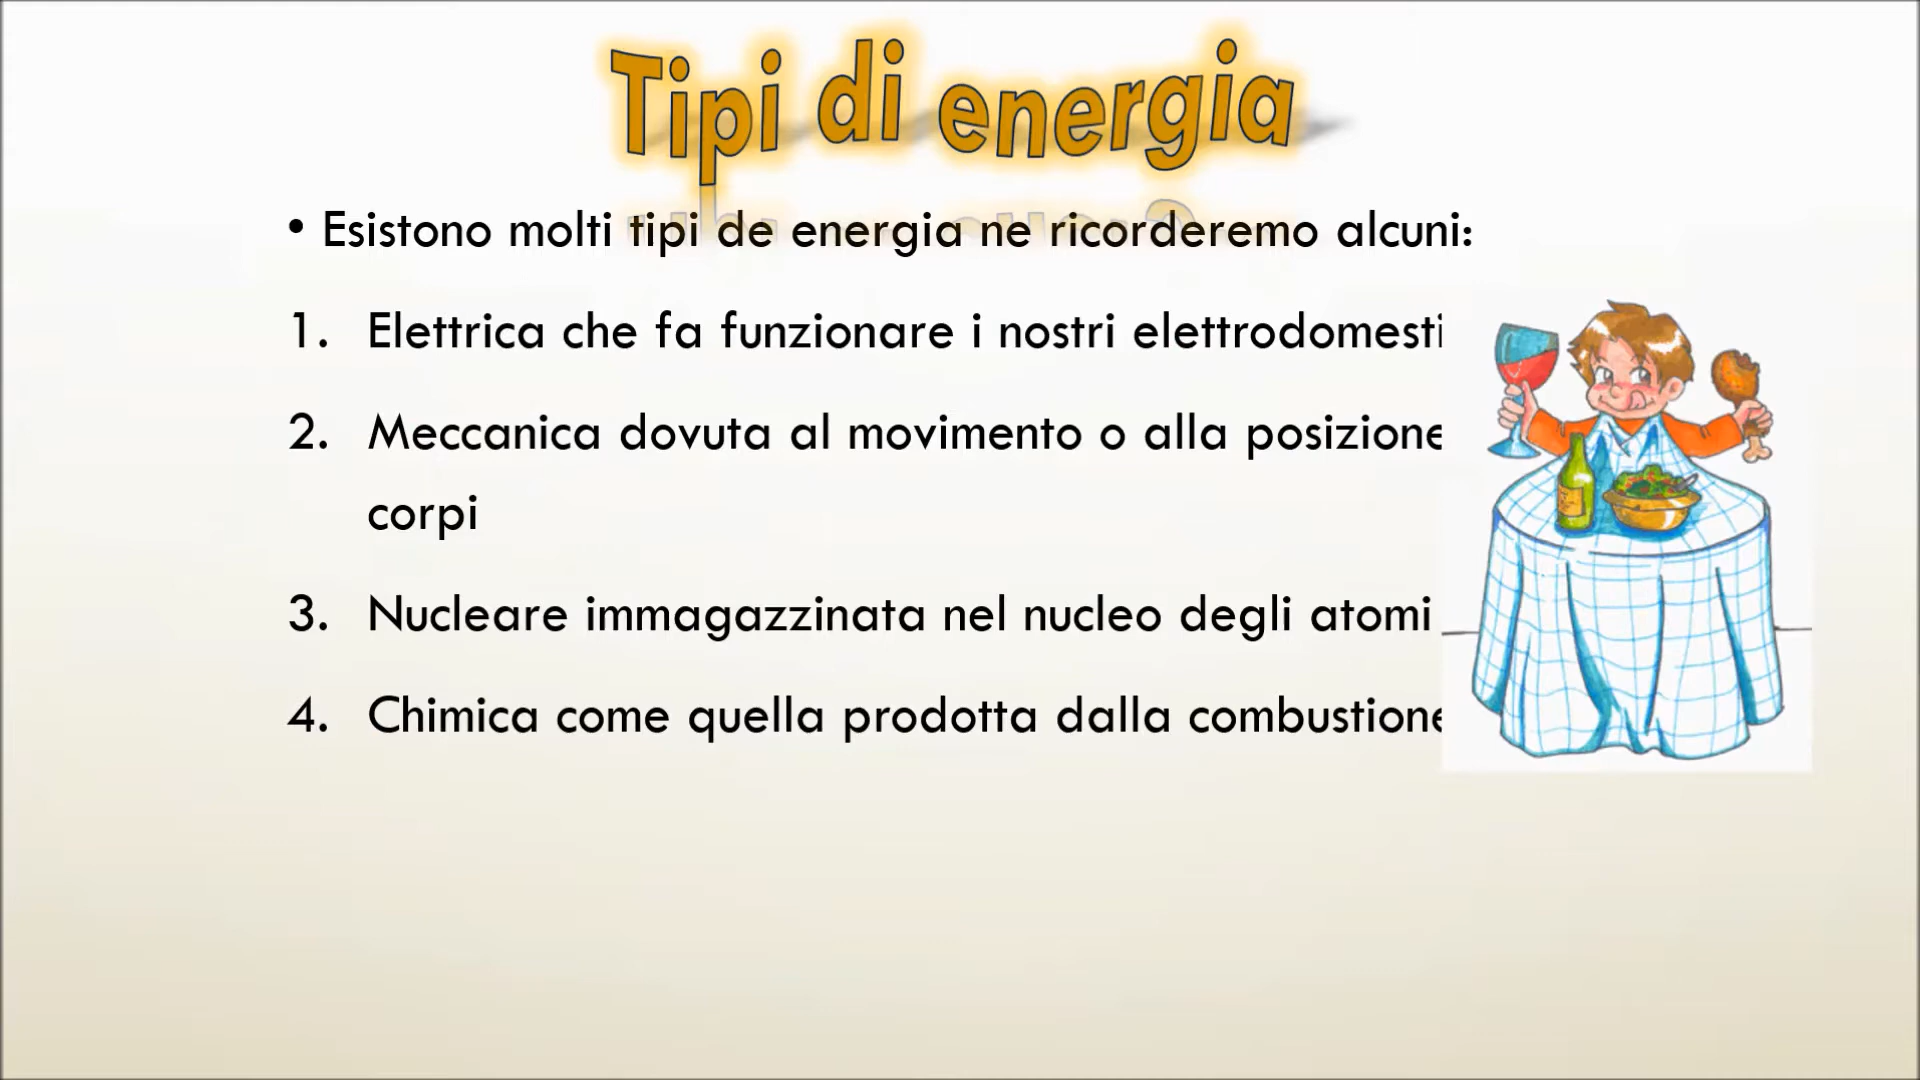 Tipi di energia
• Esistono molti tipi de energia ne ricorderemo alcuni:
1. Elettrica che fa funzionare i nostri elettrodomesti
2. Meccanica dovuta al movimento o alla posizione
corpi
3. Nucleare immagazzinata nel nucleo degli atomi
4. Chimica come quella prodotta dalla combustione